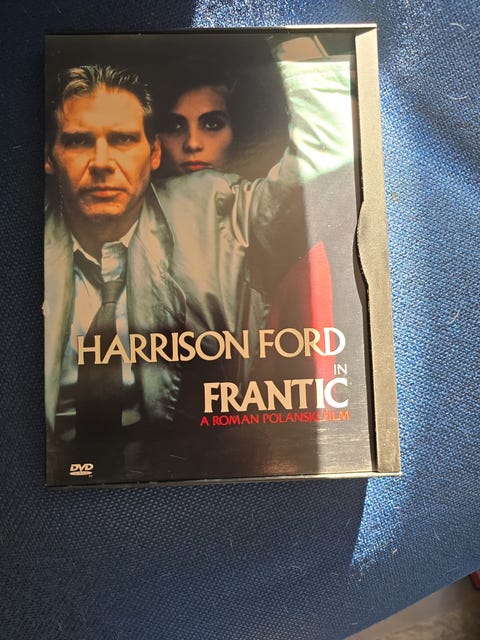 HARRISON FORD
IN
FRANTIC
A ROMAN POLANSKI FILM
DVD